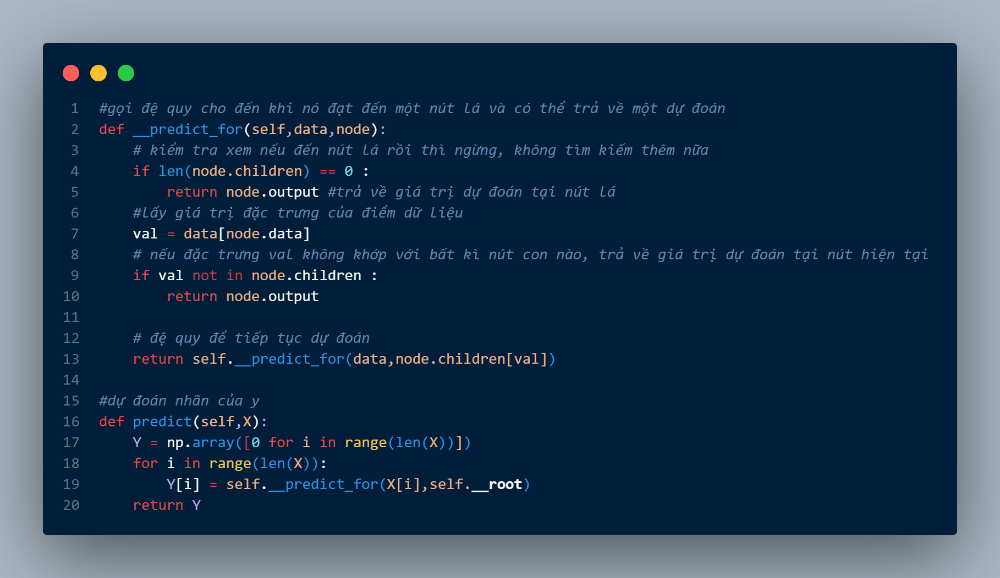 1 #gọi đệ quy cho đến khi nó đạt đến một nút lá và có thể trả về một dự đoán
2 def __predict_for(self,data,node):
3     # kiểm tra xem nếu đến nút lá rồi thì ngừng, không tìm kiếm thêm nữa
4     if len(node.children) == 0 :
5         return node.output #trả về giá trị dự đoán tại nút lá
6     #lấy giá trị đặc trưng của điểm dữ liệu
7     val = data[node.data]
8     # nếu đặc trưng val không khớp với bất kì nút con nào, trả về giá trị dự đoán tại nút hiện tại
9     if val not in node.children :
10         return node.output
11
12     # đệ quy để tiếp tục dự đoán
13     return self.__predict_for(data,node.children[val])
14
15 #dự đoán nhãn của y
16 def predict(self,X):
17     Y = np.array([0 for i in range(len(X))])
18     for i in range(len(X)):
19         Y[i] = self.__predict_for(X[i],self.__root)
20     return Y